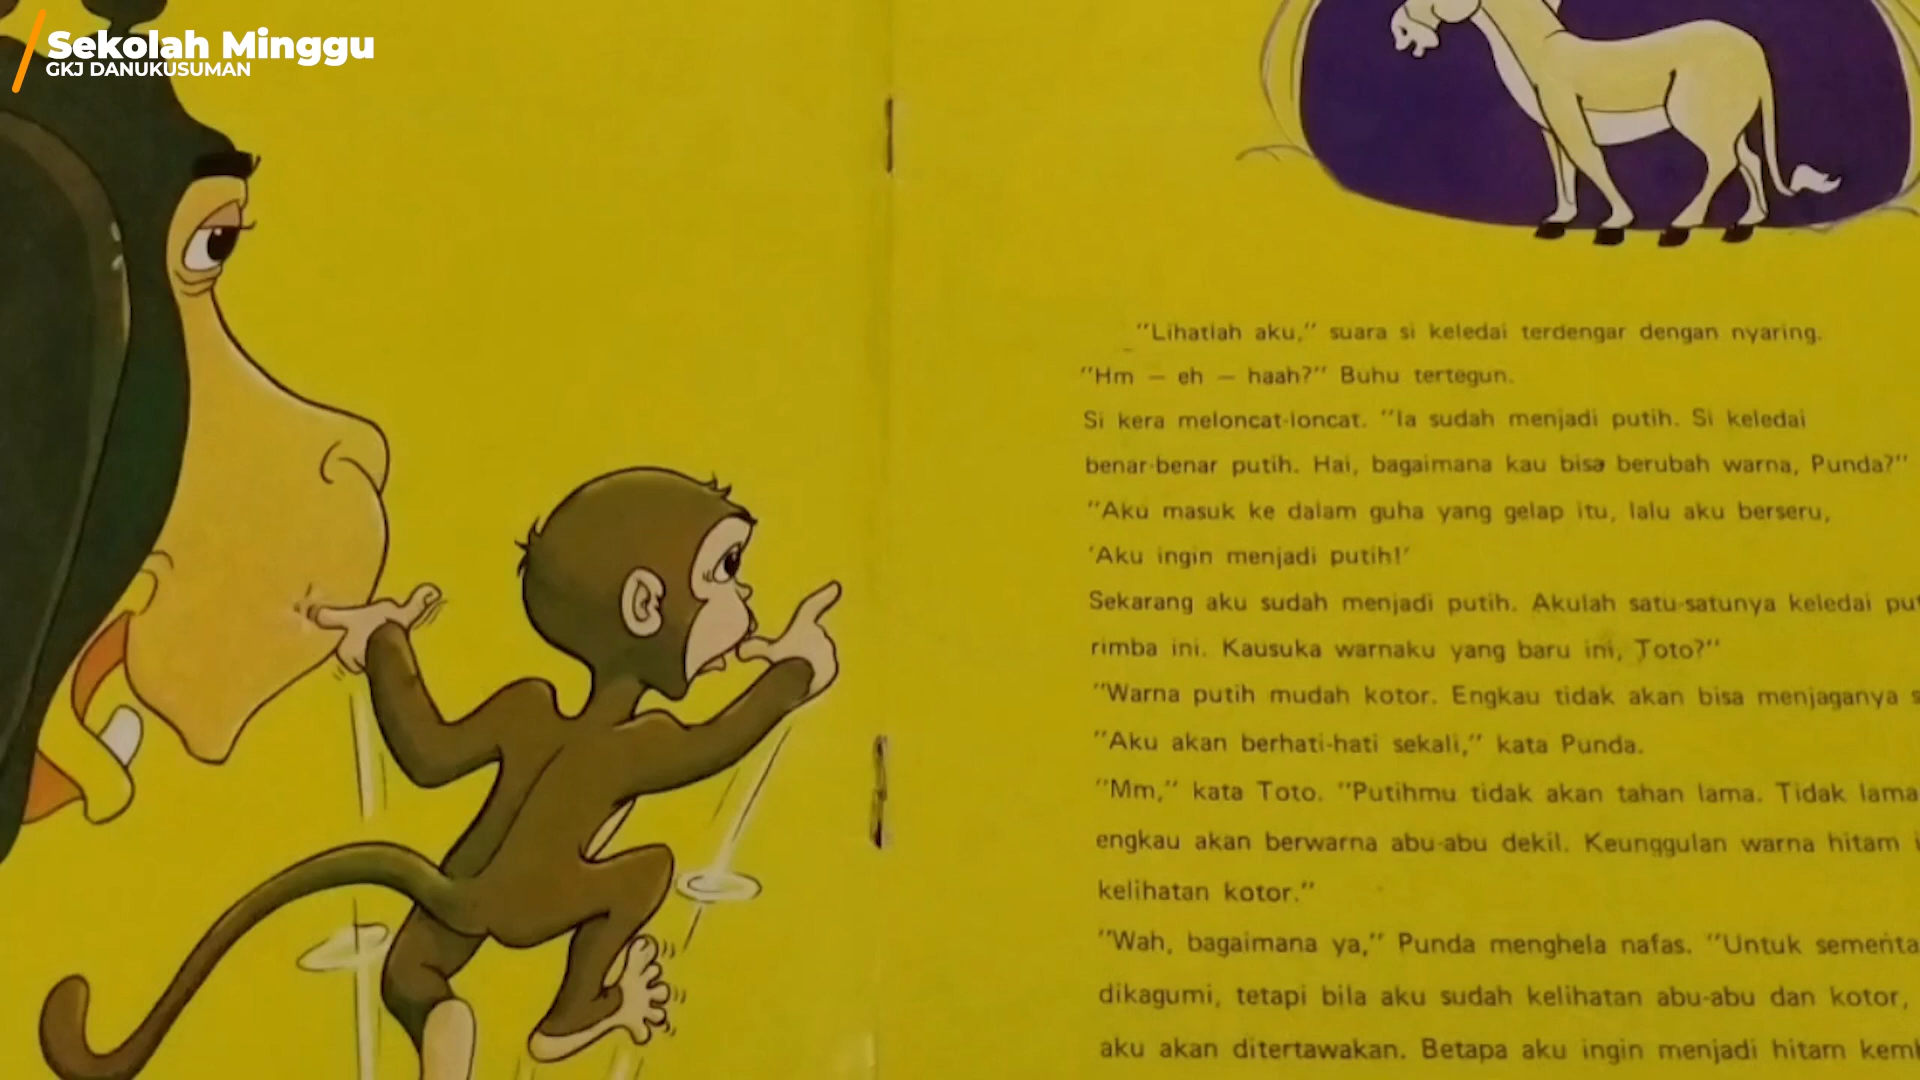 Sekolah Minggu
GKJ DANUKUSUMAN
"Lihatlah aku," suara si keledai terdengar dengan nyaring.
"Hm — eh — haah?" Buhu tertegun.
Si kera meloncat-loncat. "Ia sudah menjadi putih. Si keledai
benar-benar putih. Hai, bagaimana kau bisa berubah warna, Punda?"
"Aku masuk ke dalam guha yang gelap itu, lalu aku berseru,
'Aku ingin menjadi putih!'
Sekarang aku sudah menjadi putih. Akulah satu-satunya keledai
rimba ini. Kausuka warnaku yang baru ini, Toto?"
"Warna putih mudah kotor. Engkau tidak akan bisa menjaganya
"Aku akan berhati-hati sekali," kata Punda.
"Mm," kata Toto. "Putihmu tidak akan tahan lama. Tidak lama
engkau akan berwarna abu-abu dekil. Keunggulan warna hitam
kelihatan kotor."
"Wah, bagaimana ya," Punda menghela nafas. "Untuk
dikagumi, tetapi bila aku sudah kelihatan abu-abu dan kotor,
aku akan ditertawakan. Betapa aku ingin menjadi hitam